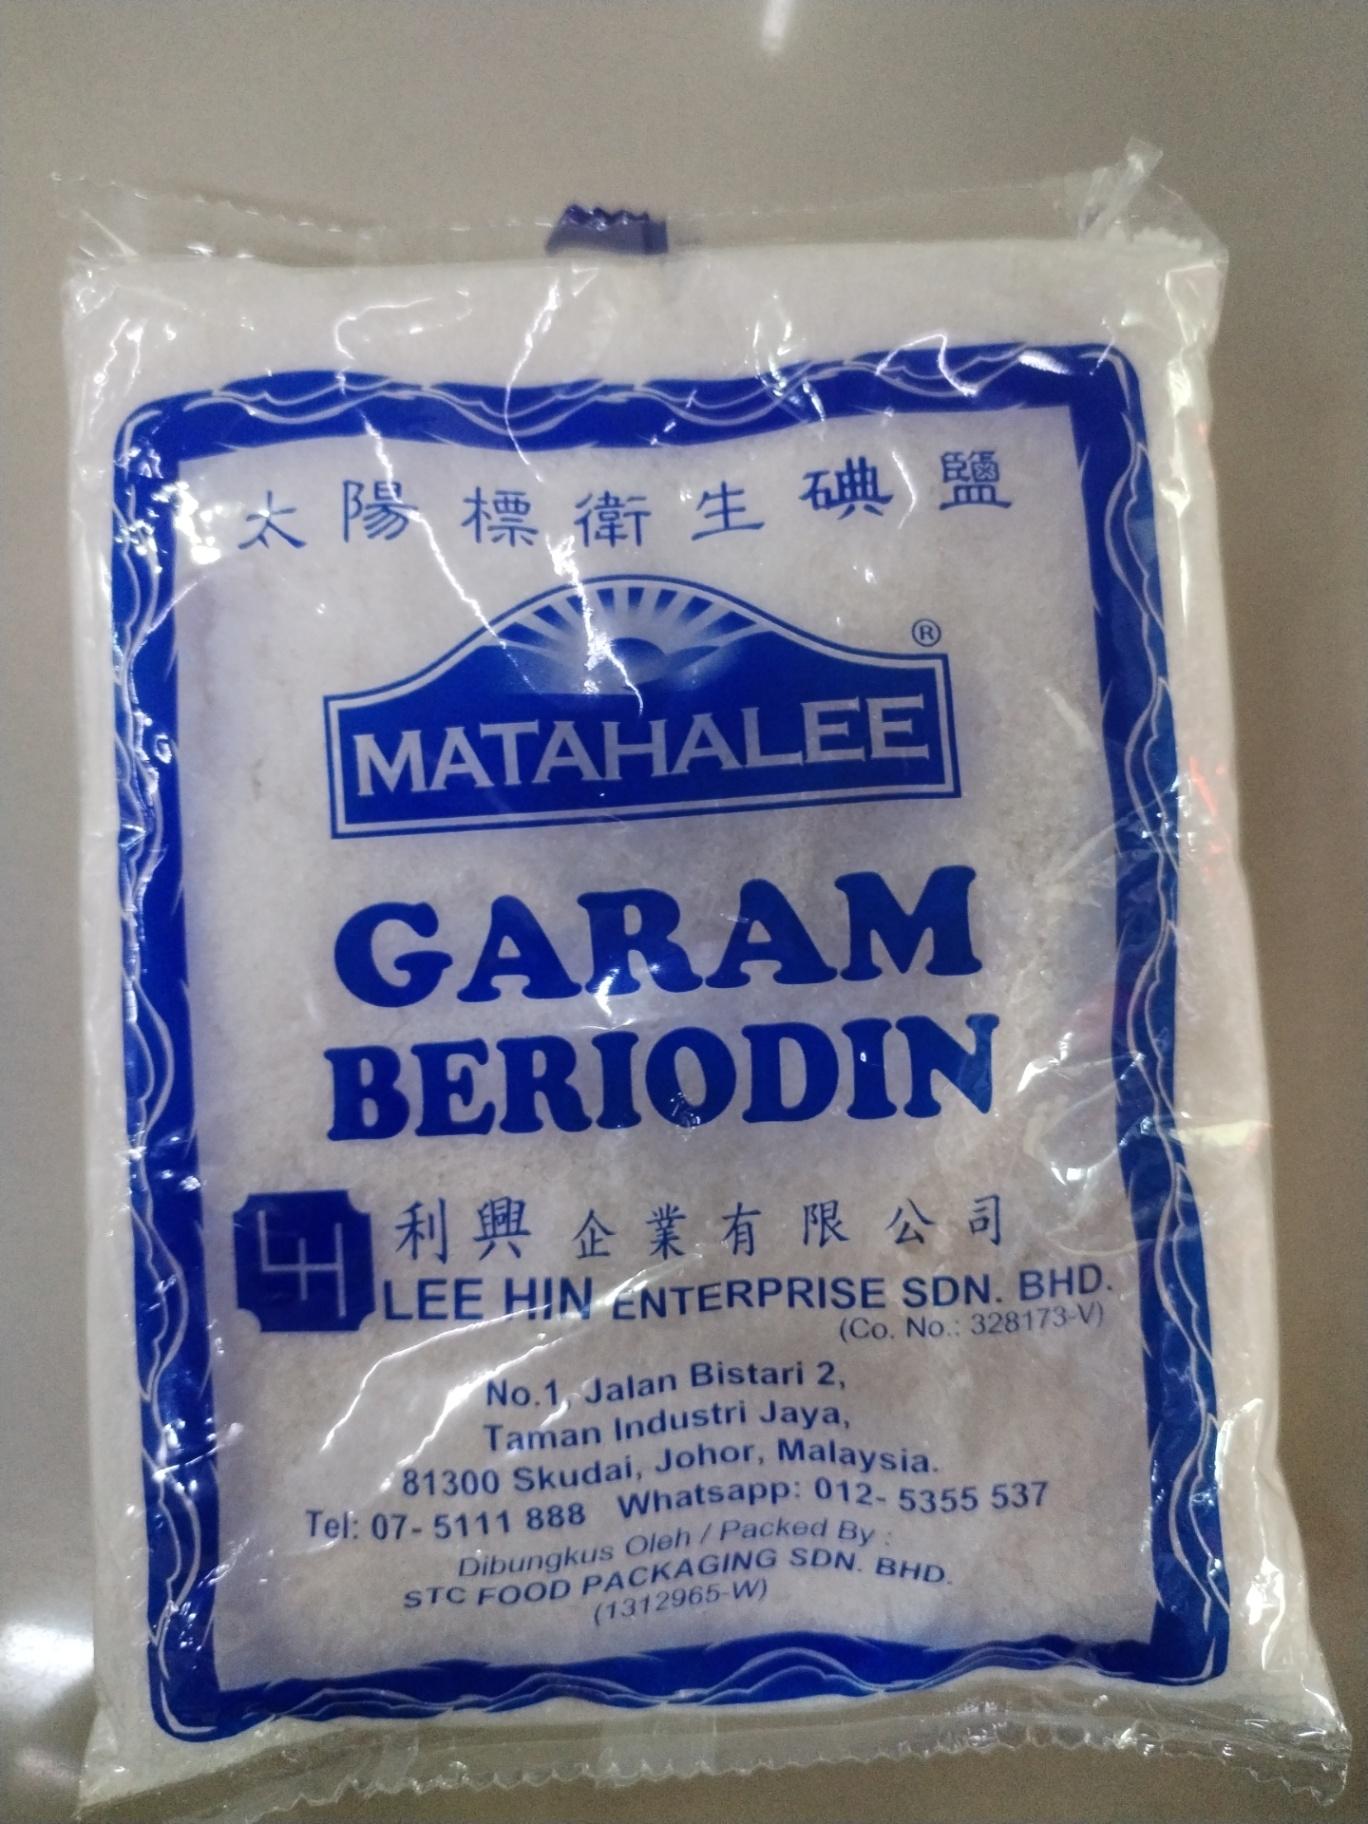 太陽標衛生碘鹽
®
MATAHALEE
GARAM
BERIODIN
LH
利興企業有限公司
LEE HIN ENTERPRISE SDN. BHD.
(Co. No.: 328173-V)
No.1, Jalan Bistari 2,
Taman Industri Jaya,
81300 Skudai, Johor, Malaysia.
Tel: 07- 5111 888 Whatsapp: 012- 5355 537
Dibungkus Oleh / Packed By :
STC FOOD PACKAGING SDN. BHD.
(1312965-W)